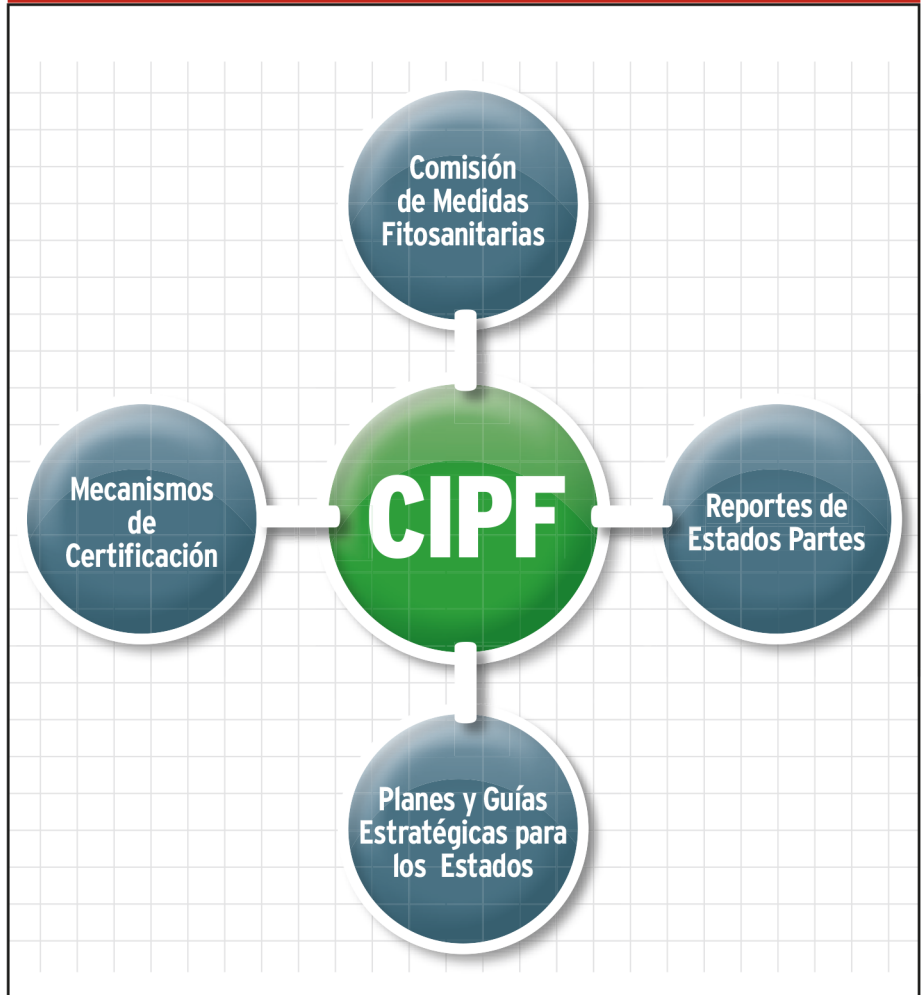 Comisión
de Medidas
Fitosanitarias
Mecanismos
de
Certificación
CIPF
Reportes de
Estados Partes
Planes y Guías
Estratégicas para
los Estados